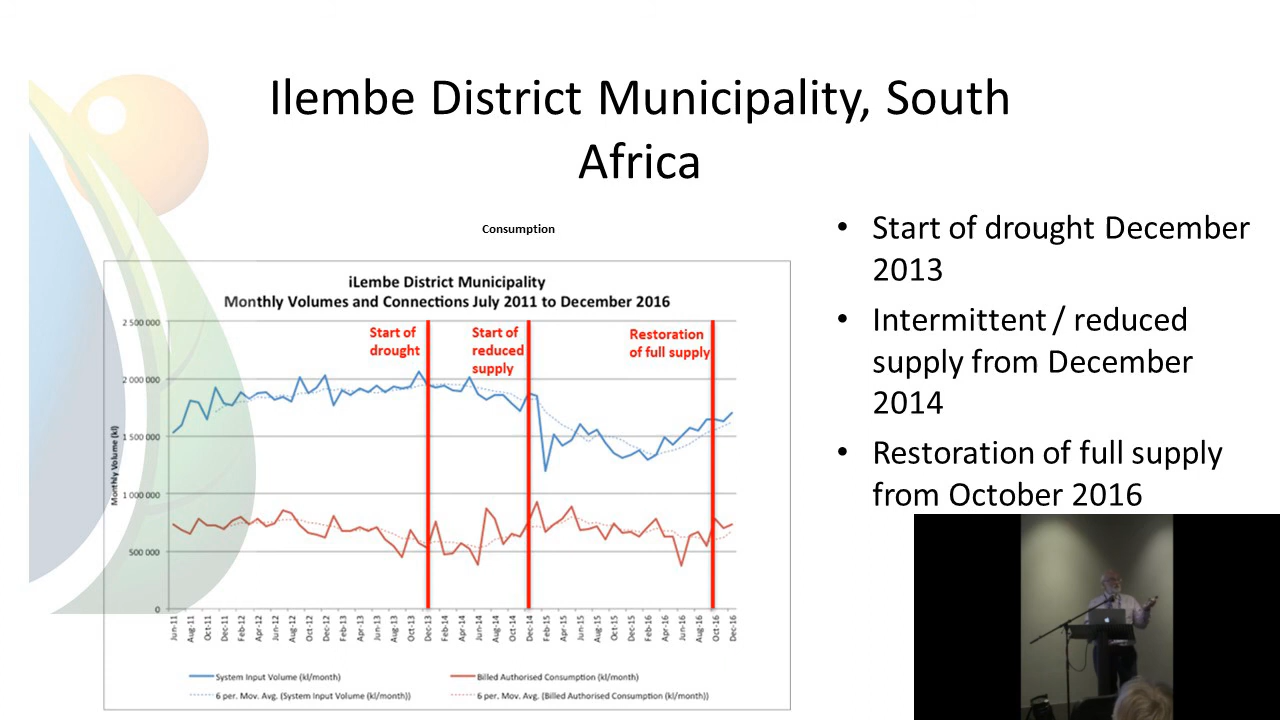 Ilembe District Municipality, South
Africa
Consumption
iLembe District Municipality
Monthly Volumes and Connections July 2011 to December 2016
Monthly Volume (kl)
2 500 000
2 000 000
1 500 000
1 000 000
500 000
0
Start of
drought
Start of
reduced
supply
Restoration
of full supply
Jun-11
Aug-11
Oct-11
Dec-11
Feb-12
Apr-12
Jun-12
Aug-12
Oct-12
Dec-12
Feb-13
Apr-13
Jun-13
Aug-13
Oct-13
Dec-13
Feb-14
Apr-14
Jun-14
Aug-14
Oct-14
Dec-14
Feb-15
Apr-15
Jun-15
Aug-15
Oct-15
Dec-15
Feb-16
Apr-16
Jun-16
Aug-16
Oct-16
Dec-16
System Input Volume (kl/month)
Billed Authorised Consumption (kl/month)
6 per. Mov. Avg. (System Input Volume (kl/month))
6 per. Mov. Avg. (Billed Authorised Consumption (kl/month))
• Start of drought December
2013
• Intermittent / reduced
supply from December
2014
• Restoration of full supply
from October 2016